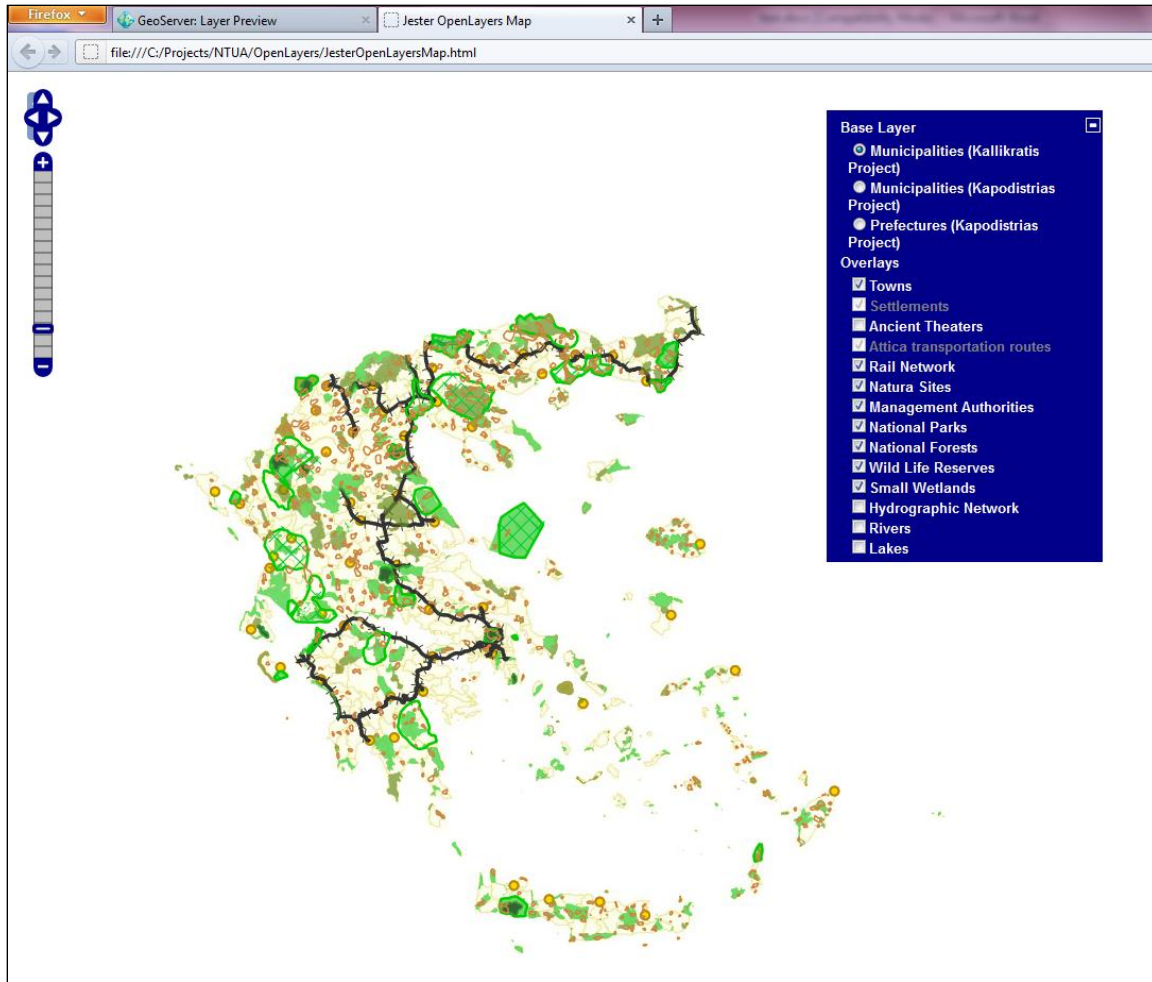 Firefox
GeoServer: Layer Preview
Jester OpenLayers Map
file:///C:/Projects/NTUA/OpenLayers/JesterOpenLayersMap.html
Base Layer
Municipalities (Kallikratis
Project)
Municipalities (Kapodistrias
Project)
Prefectures (Kapodistrias
Project)
Overlays
Towns
Settlements
Ancient Theaters
Attica transportation routes
Rail Network
Natura Sites
Management Authorities
National Parks
National Forests
Wild Life Reserves
Small Wetlands
Hydrographic Network
Rivers
Lakes